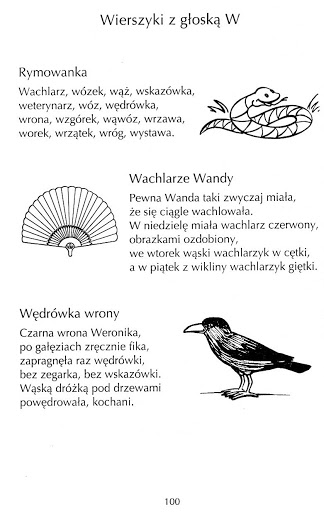 Wierszyki z głoską W
Rymowanka
Wachlarz, wózek, wąż, wskazówka,
weterynarz, wóz, wędrówka,
wrona, wzgórek, wąwóz, wrzawa,
worek, wrzątek, wróg, wystawa.
Wachlarze Wandy
Pewna Wanda taki zwyczaj miała,
że się ciągle wachlowała.
W niedzielę miała wachlarz czerwony,
obrazkami ozdobiony,
we wtorek wąski wachlarzyk w cętki,
a w piątek z wikliny wachlarzyk giętki.
Wędrówka wrony
Czarna wrona Weronika,
po gałęziach zręcznie fika,
zapragnęła raz wędrówki,
bez zegarka, bez wskazówki.
Wąską dróżką pod drzewami
powędrowała, kochani.
100